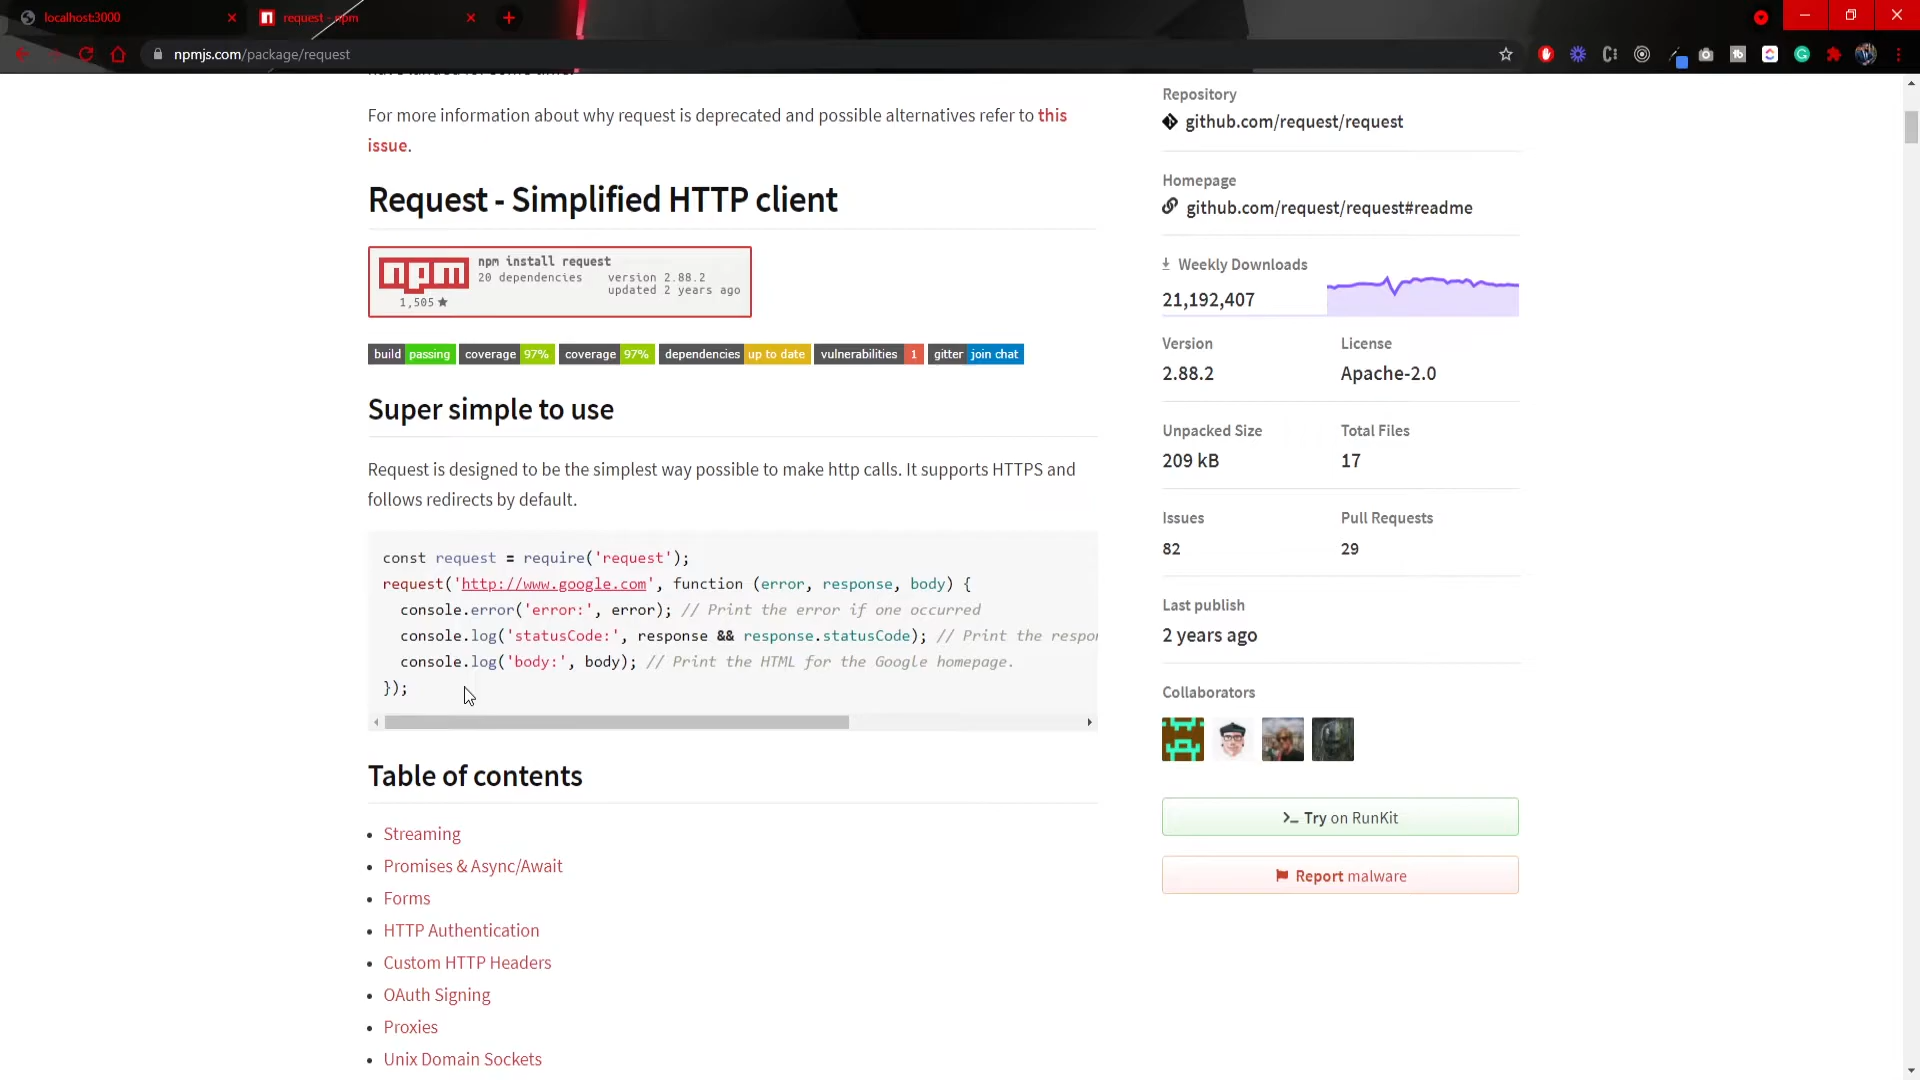 localhost:3000
request - npm
npmjs.com/package/request
For more information about why request is deprecated and possible alternatives refer to this
issue.
Request - Simplified HTTP client
npm
npm install request
20 dependencies
version 2.88.2
updated 2 years ago
1,505 ★
build passing
coverage 97%
coverage 97%
dependencies up to date
vulnerabilities 1
gitter join chat
Super simple to use
Request is designed to be the simplest way possible to make http calls. It supports HTTPS and
follows redirects by default.
const request = require('request');
request('http://www.google.com', function (error, response, body) {
  console.error('error:', error); // Print the error if one occurred
  console.log('statusCode:', response && response.statusCode); // Print the respon
  console.log('body:', body); // Print the HTML for the Google homepage.
});
Table of contents
• Streaming
• Promises & Async/Await
• Forms
• HTTP Authentication
• Custom HTTP Headers
• OAuth Signing
• Proxies
• Unix Domain Sockets
Repository
github.com/request/request
Homepage
github.com/request/request#readme
Weekly Downloads
21,192,407
Version
License
2.88.2
Apache-2.0
Unpacked Size
Total Files
209 kB
17
Issues
Pull Requests
82
29
Last publish
2 years ago
Collaborators
Try on RunKit
Report malware